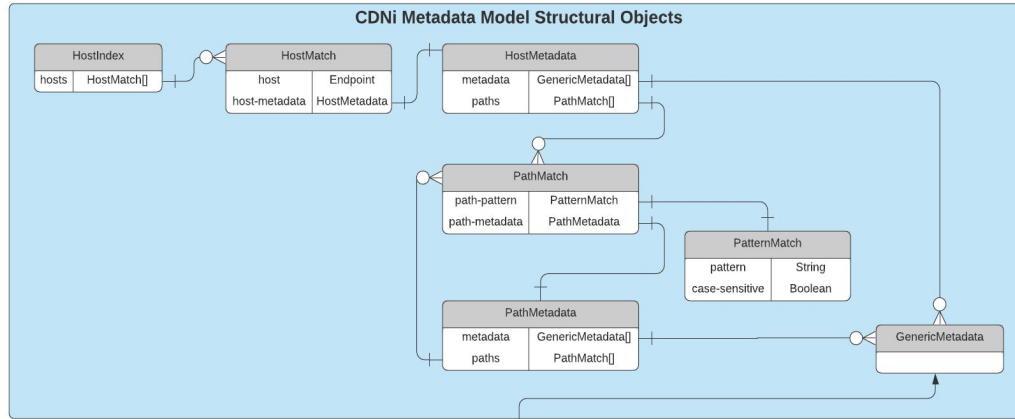 CDNi Metadata Model Structural Objects
HostIndex
hosts HostMatch[]
HostMatch
host Endpoint
host-metadata HostMetadata
HostMetadata
metadata GenericMetadata[]
paths PathMatch[]
PathMatch
path-pattern PatternMatch
path-metadata PathMetadata
PatternMatch
pattern String
case-sensitive Boolean
PathMetadata
metadata GenericMetadata[]
paths PathMatch[]
GenericMetadata